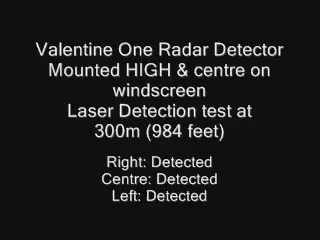 Valentine One Radar Detector
Mounted HIGH & centre on
windscreen
Laser Detection test at
300m (984 feet)
Right: Detected
Centre: Detected
Left: Detected